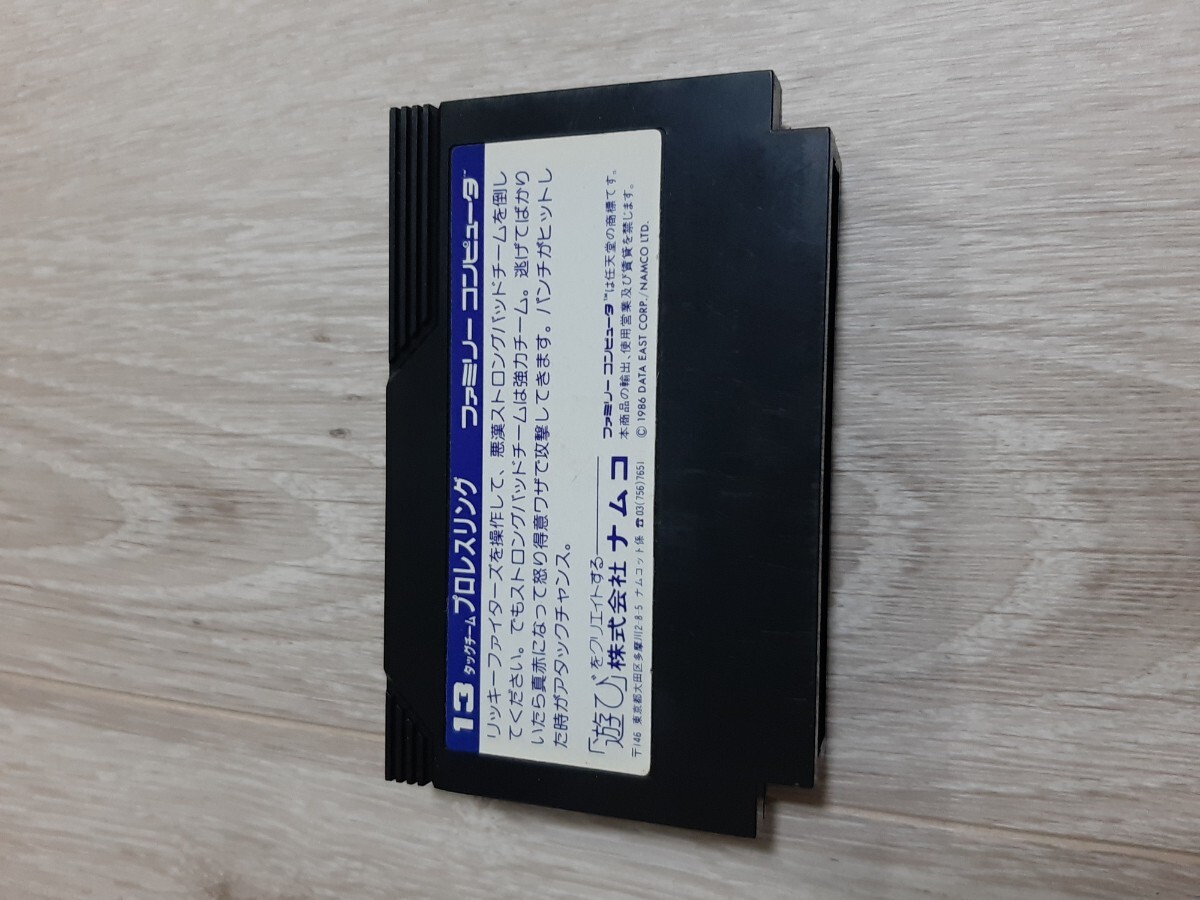 13 タッグチーム プロレスリング ファミリー コンピュータ™
リッキーファイターズを操作して、悪漢ストロングバッドチームを倒し
てください。でもストロングバッドチームは強力チーム。逃げてばかり
いたら真赤になって怒り得意ワザで攻撃してきます。パンチがヒットし
た時がアタックチャンス。
「遊び」をクリエイトする
株式会社 ナムコ
〒146 東京都大田区多摩川2-8-5 ナムコット係 ☎03(756)7651
ファミリー コンピュータ™は任天堂の商標です。
本商品の輸出、使用営業及び賃貸を禁じます。
© 1986 DATA EAST CORP./NAMCO LTD.